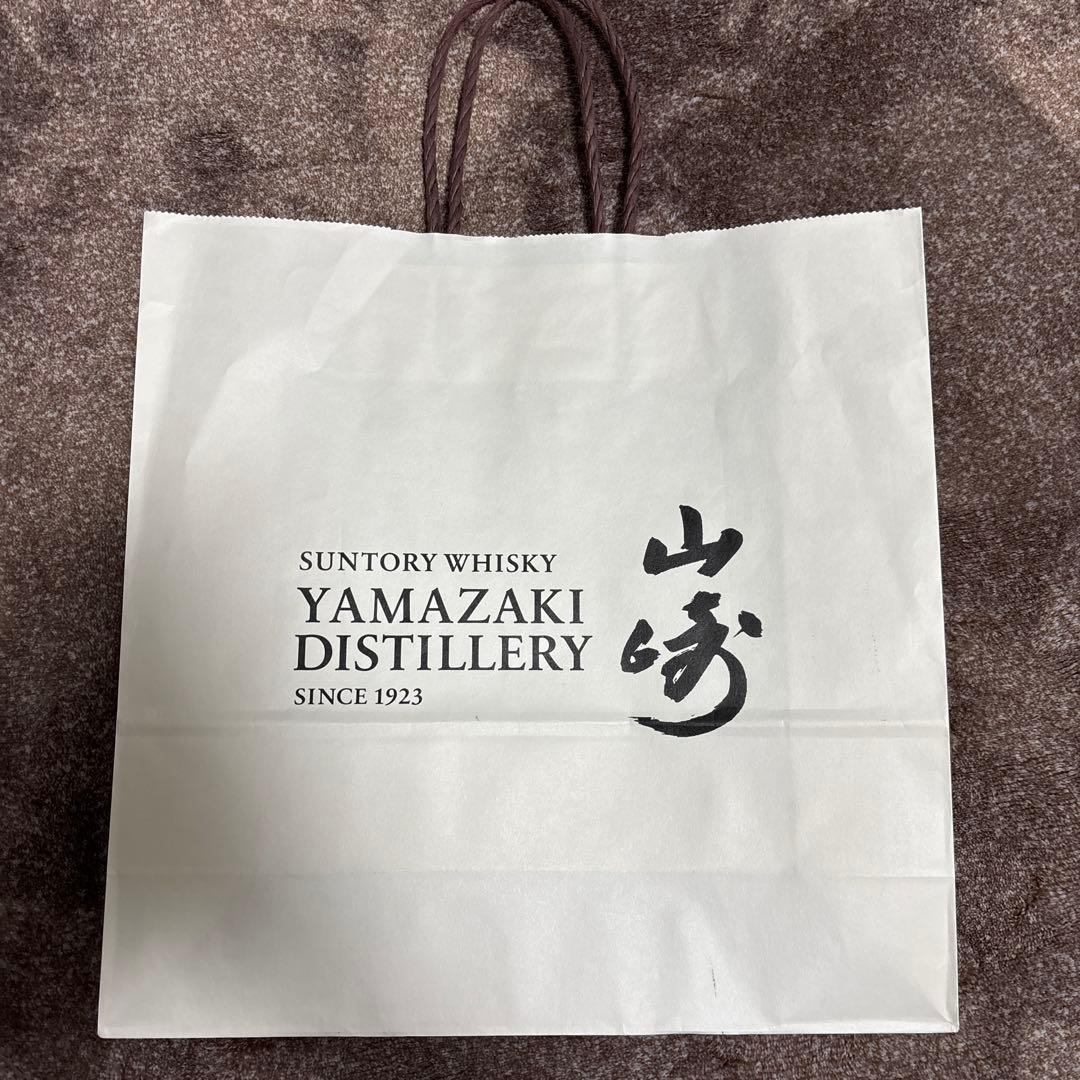 SUNTORY WHISKY
YAMAZAKI
DISTILLERY
SINCE 1923
山崎